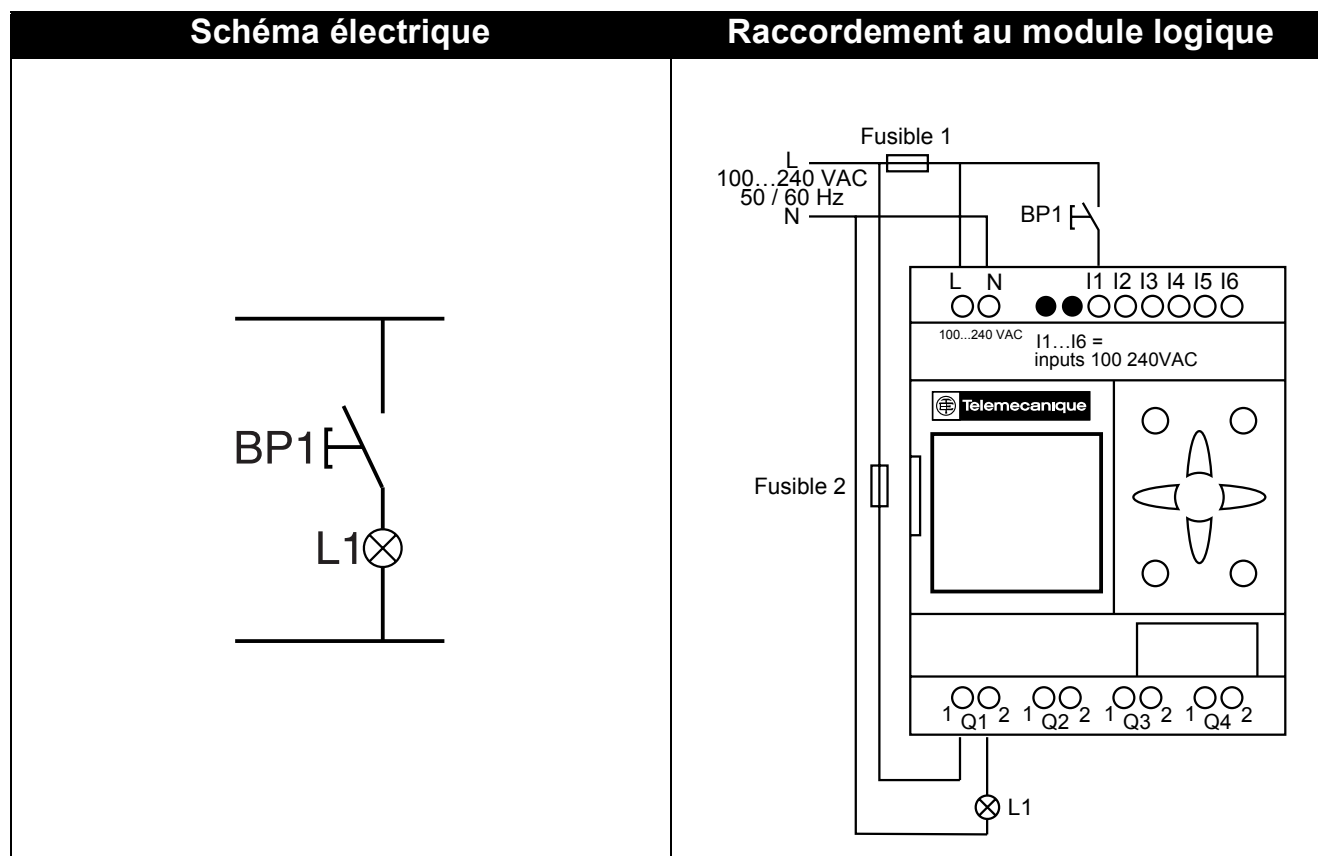 Schéma électrique
Raccordement au module logique
BP1
L1
Fusible 1
L
100...240 VAC
50 / 60 Hz
N
BP1
L N I1 I2 I3 I4 I5 I6
100...240 VAC
I1...I6 =
inputs 100 240VAC
Telemecanique
Fusible 2
1 Q1 2 1 Q2 2 1 Q3 2 1 Q4 2
L1